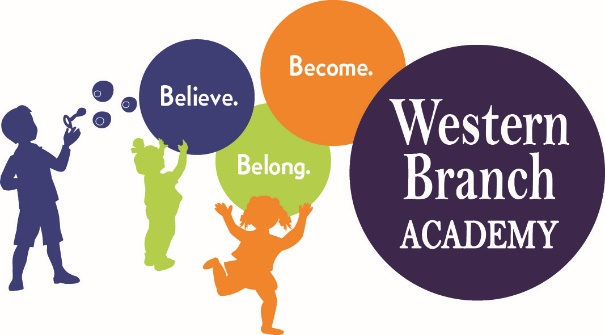 Believe.
Become.
Belong.
Western
Branch
ACADEMY